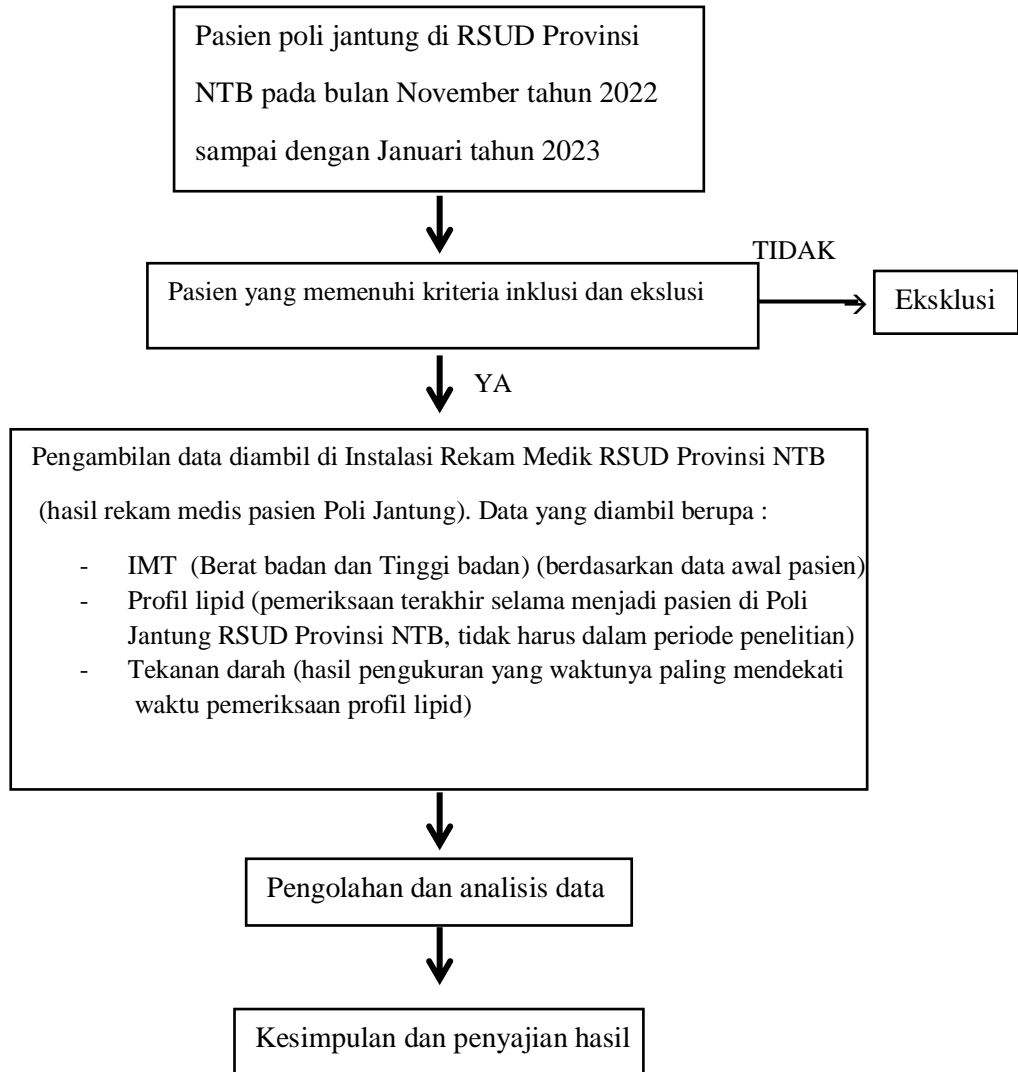 Pasien poli jantung di RSUD Provinsi
NTB pada bulan November tahun 2022
sampai dengan Januari tahun 2023
TIDAK
Pasien yang memenuhi kriteria inklusi dan ekslusi
Eksklusi
YA
Pengambilan data diambil di Instalasi Rekam Medik RSUD Provinsi NTB
(hasil rekam medis pasien Poli Jantung). Data yang diambil berupa :
- IMT (Berat badan dan Tinggi badan) (berdasarkan data awal pasien)
- Profil lipid (pemeriksaan terakhir selama menjadi pasien di Poli
Jantung RSUD Provinsi NTB, tidak harus dalam periode penelitian)
- Tekanan darah (hasil pengukuran yang waktunya paling mendekati
waktu pemeriksaan profil lipid)
Pengolahan dan analisis data
Kesimpulan dan penyajian hasil